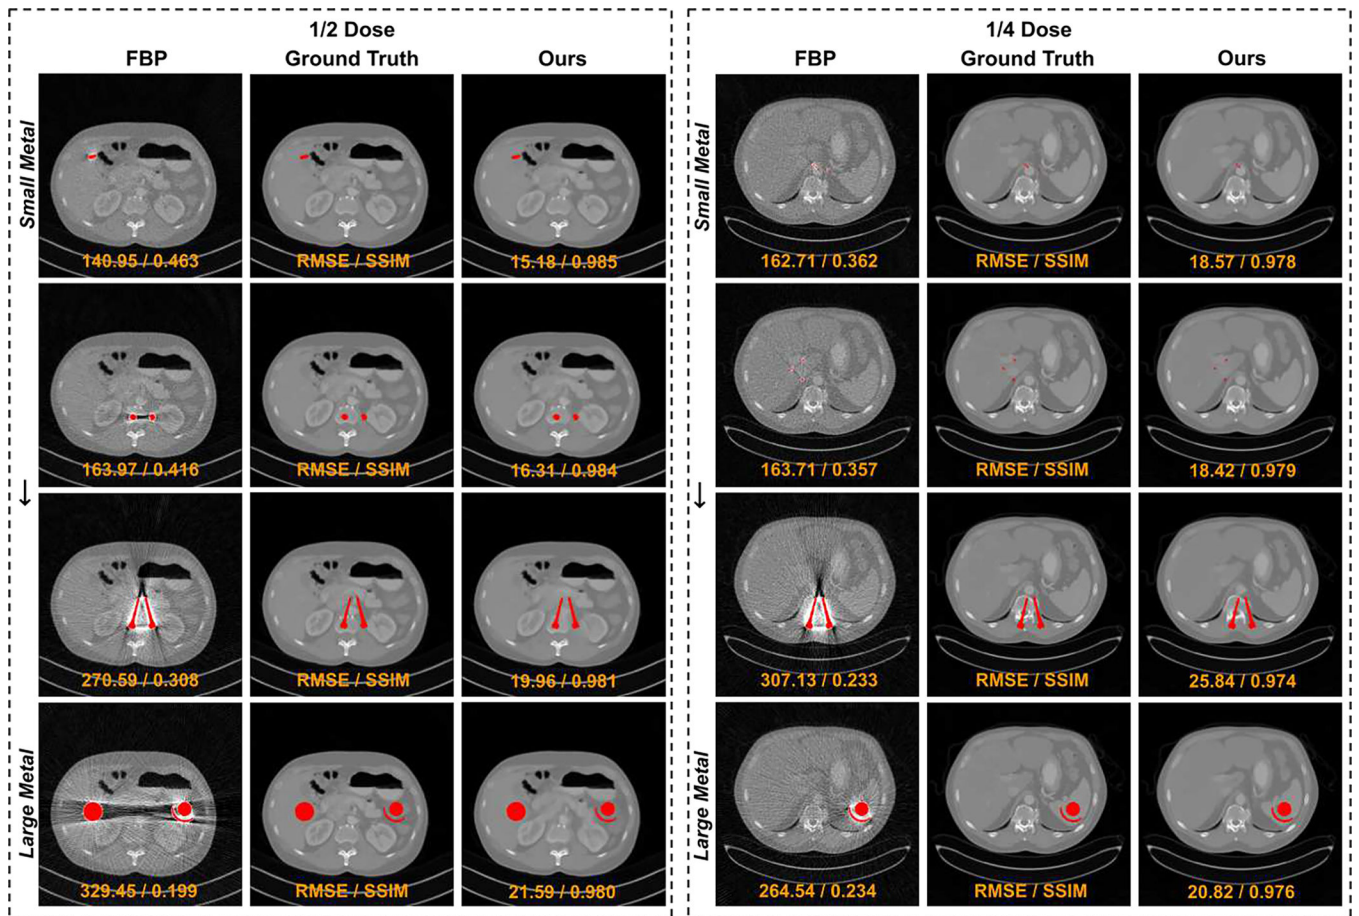 1/2 Dose
FBP Ground Truth Ours
Small Metal
140.95 / 0.463 RMSE / SSIM 15.18 / 0.985
163.97 / 0.416 RMSE / SSIM 16.31 / 0.984
270.59 / 0.308 RMSE / SSIM 19.96 / 0.981
Large Metal
329.45 / 0.199 RMSE / SSIM 21.59 / 0.980
1/4 Dose
FBP Ground Truth Ours
Small Metal
162.71 / 0.362 RMSE / SSIM 18.57 / 0.978
163.71 / 0.357 RMSE / SSIM 18.42 / 0.979
307.13 / 0.233 RMSE / SSIM 25.84 / 0.974
Large Metal
264.54 / 0.234 RMSE / SSIM 20.82 / 0.976